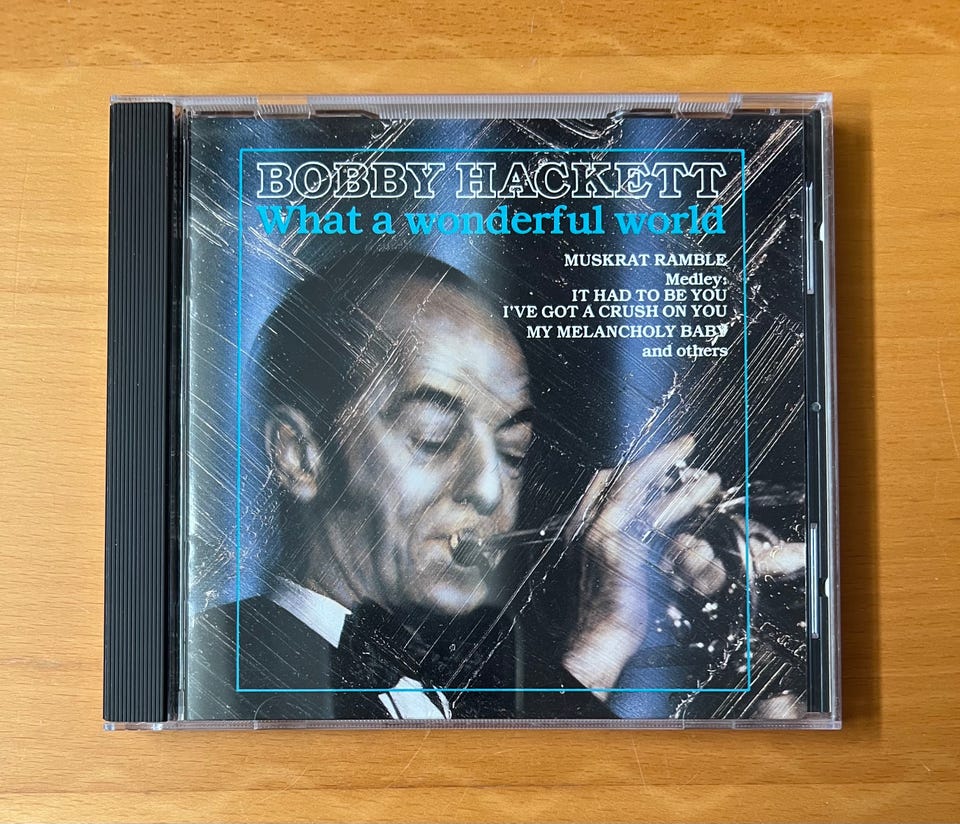 BOBBY HACKETT
What a wonderful world
MUSKRAT RAMBLE
Medley:
IT HAD TO BE YOU
I'VE GOT A CRUSH ON YOU
MY MELANCHOLY BABY
and others